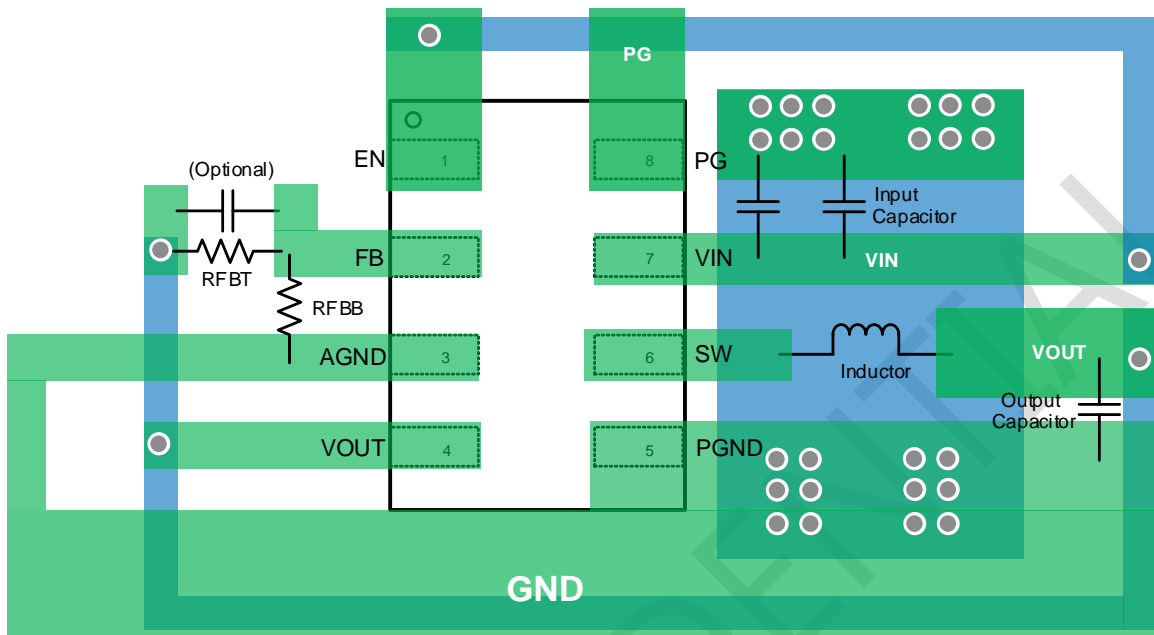 PG
EN
1
8
PG
(Optional)
Input
Capacitor
FB
2
7
VIN
VIN
RFBT
RFBB
AGND
3
6
SW
VOUT
Inductor
Output
Capacitor
VOUT
4
5
PGND
GND